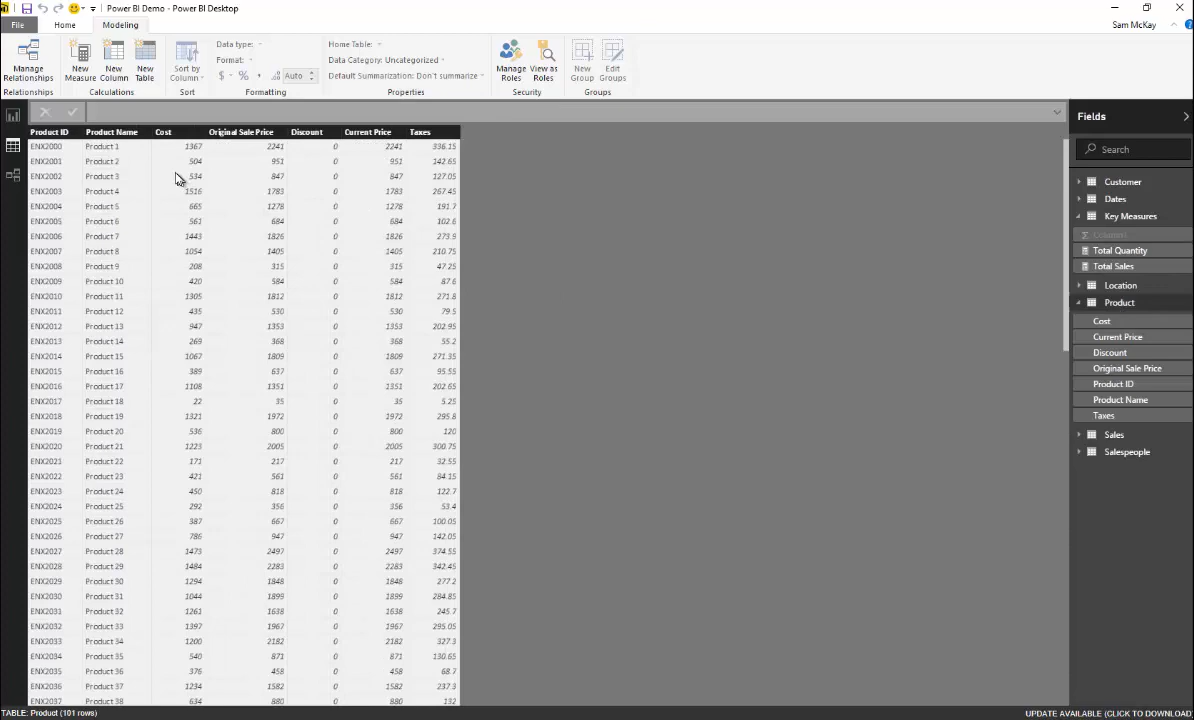 Power BI Demo - Power BI Desktop
File Home Modeling Sam McKay
Data type: Home Table:
Format: Data Category: Uncategorized
$ % , .00 Auto Default Summarization: Don't summarize
Manage Relationships New Measure New Column New Table Sort by Column Manage Roles View as Roles New Group Edit Groups
Relationships Calculations Sort Formatting Properties Security Groups
Product ID Product Name Cost Original Sale Price Discount Current Price Taxes
ENX2000 Product 1 1367 2241 0 2241 336.15
ENX2001 Product 2 504 951 0 951 142.65
ENX2002 Product 3 534 847 0 847 127.05
ENX2003 Product 4 1516 1783 0 1783 267.45
ENX2004 Product 5 665 1278 0 1278 191.7
ENX2005 Product 6 561 684 0 684 102.6
ENX2006 Product 7 1443 1826 0 1826 273.9
ENX2007 Product 8 1054 1405 0 1405 210.75
ENX2008 Product 9 208 315 0 315 47.25
ENX2009 Product 10 420 584 0 584 87.6
ENX2010 Product 11 1305 1812 0 1812 271.8
ENX2011 Product 12 435 530 0 530 79.5
ENX2012 Product 13 947 1353 0 1353 202.95
ENX2013 Product 14 269 368 0 368 55.2
ENX2014 Product 15 1067 1809 0 1809 271.35
ENX2015 Product 16 389 637 0 637 95.55
ENX2016 Product 17 1108 1351 0 1351 202.65
ENX2017 Product 18 22 35 0 35 5.25
ENX2018 Product 19 1321 1972 0 1972 295.8
ENX2019 Product 20 536 800 0 800 120
ENX2020 Product 21 1223 2005 0 2005 300.75
ENX2021 Product 22 171 217 0 217 32.55
ENX2022 Product 23 421 561 0 561 84.15
ENX2023 Product 24 450 818 0 818 122.7
ENX2024 Product 25 292 356 0 356 53.4
ENX2025 Product 26 387 667 0 667 100.05
ENX2026 Product 27 786 947 0 947 142.05
ENX2027 Product 28 1473 2497 0 2497 374.55
ENX2028 Product 29 1484 2283 0 2283 342.45
ENX2029 Product 30 1294 1848 0 1848 277.2
ENX2030 Product 31 1044 1899 0 1899 284.85
ENX2031 Product 32 1261 1638 0 1638 245.7
ENX2032 Product 33 1397 1967 0 1967 295.05
ENX2033 Product 34 1200 2182 0 2182 327.3
ENX2034 Product 35 540 871 0 871 130.65
ENX2035 Product 36 376 458 0 458 68.7
ENX2036 Product 37 1234 1582 0 1582 237.3
ENX2037 Product 38 634 880 0 880 132
Fields
Search
Customer
Dates
Key Measures
Column1
Total Quantity
Total Sales
Location
Product
Cost
Current Price
Discount
Original Sale Price
Product ID
Product Name
Taxes
Sales
Salespeople
TABLE: Product (101 rows) UPDATE AVAILABLE (CLICK TO DOWNLOAD)